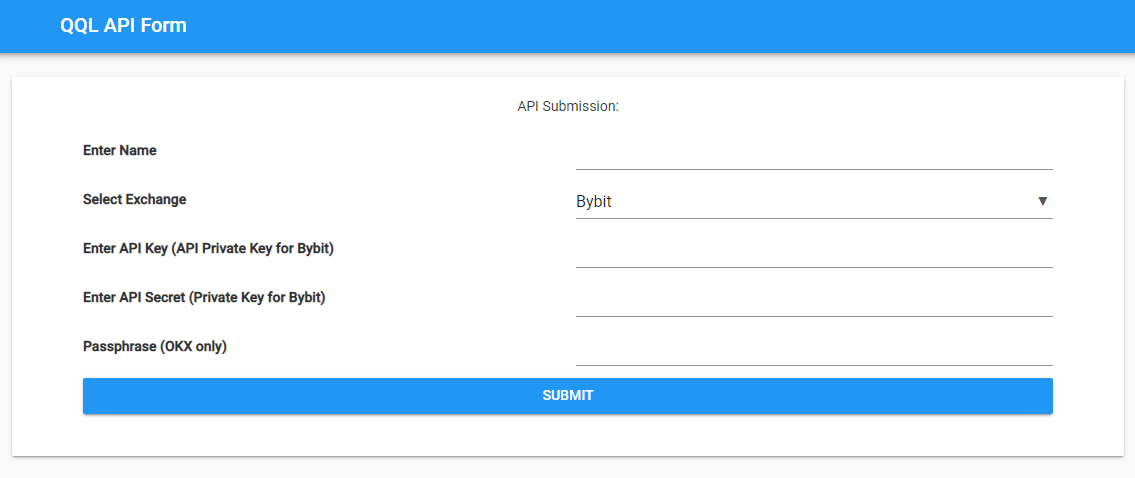 QQL API Form
API Submission:
Enter Name
Select Exchange
Bybit ▼
Enter API Key (API Private Key for Bybit)
Enter API Secret (Private Key for Bybit)
Passphrase (OKX only)
SUBMIT